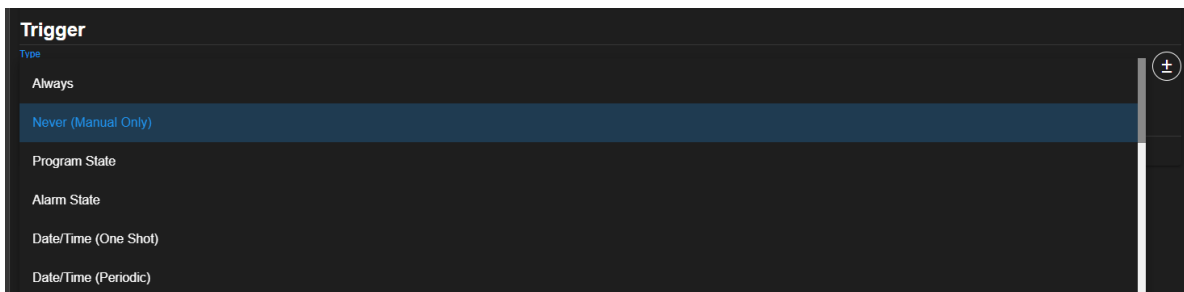 Trigger
Type
Always
Never (Manual Only)
Program State
Alarm State
Date/Time (One Shot)
Date/Time (Periodic)